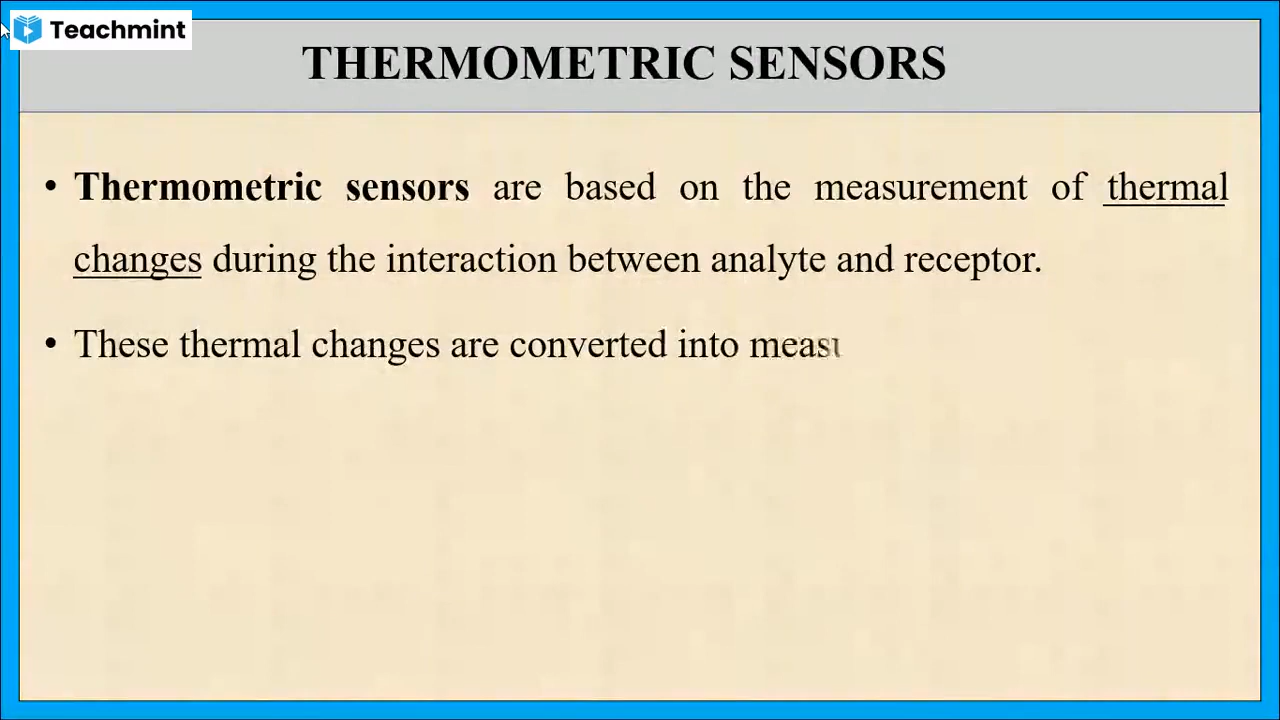 Teachmint
THERMOMETRIC SENSORS
• Thermometric sensors are based on the measurement of thermal
changes during the interaction between analyte and receptor.
• These thermal changes are converted into